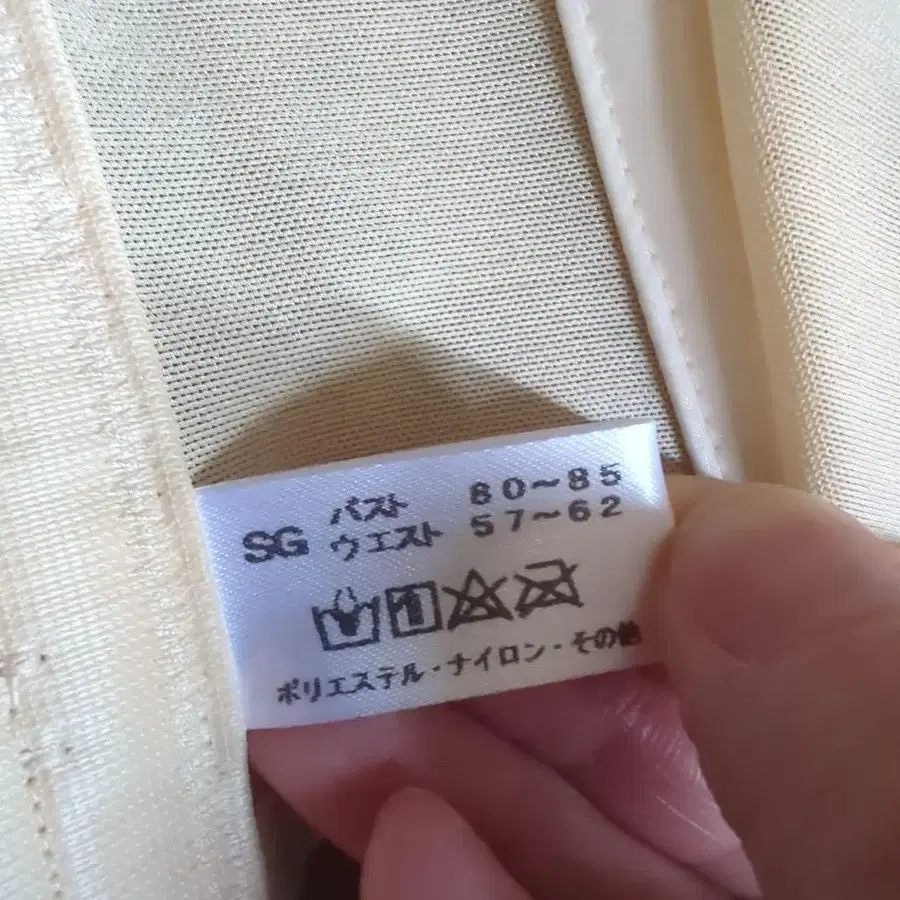 SG バスト 80〜85
ウエスト 57〜62
ポリエステル・ナイロン・その他